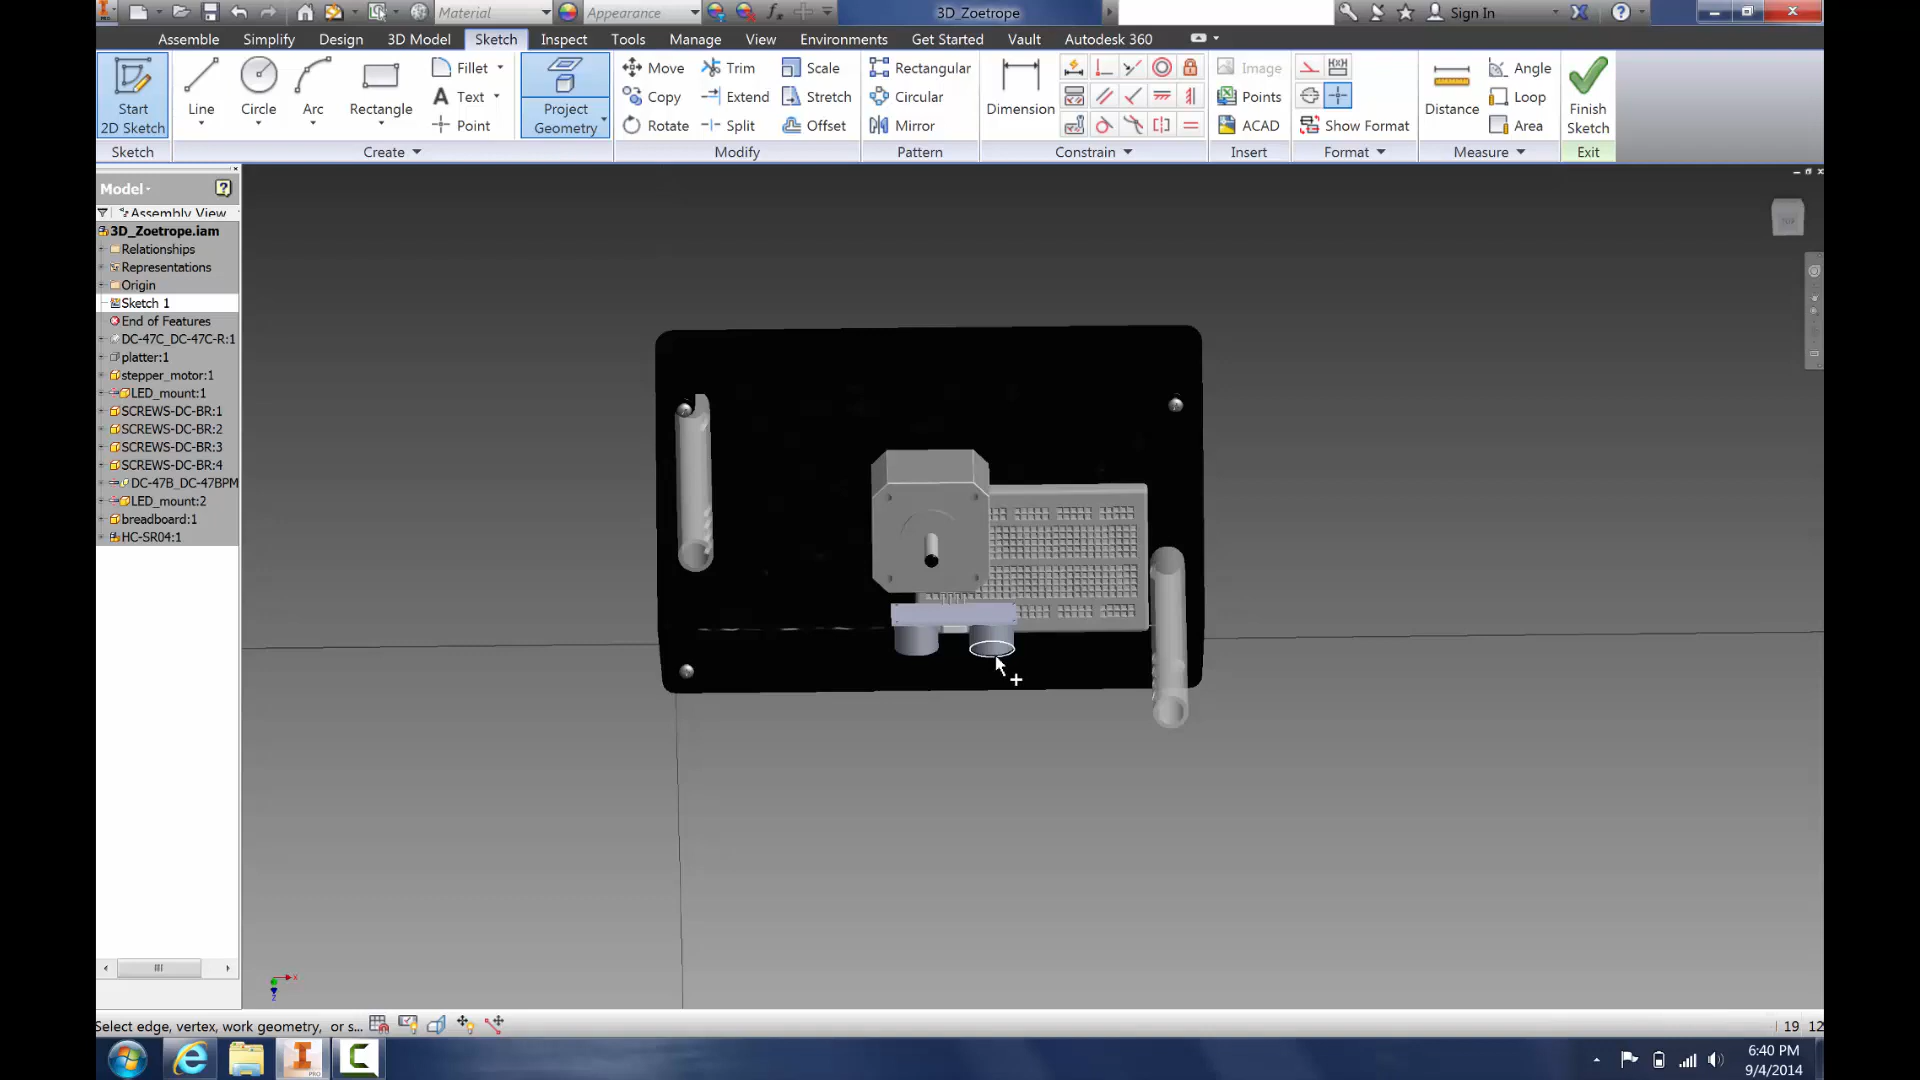 Material
Appearance
3D_Zoetrope
Sign In
Assemble
Simplify
Design
3D Model
Sketch
Inspect
Tools
Manage
View
Environments
Get Started
Vault
Autodesk 360
Start
2D Sketch
Line
Circle
Arc
Rectangle
Fillet
Text
Point
Project
Geometry
Move
Copy
Rotate
Trim
Extend
Split
Scale
Stretch
Offset
Rectangular
Circular
Mirror
Dimension
Image
Points
ACAD
Show Format
Distance
Angle
Loop
Area
Finish
Sketch
Sketch
Create
Modify
Pattern
Constrain
Insert
Format
Measure
Exit
Model
Assembly View
3D_Zoetrope.iam
Relationships
Representations
Origin
Sketch 1
End of Features
DC-47C_DC-47C-R:1
platter:1
stepper_motor:1
LED_mount:1
SCREWS-DC-BR:1
SCREWS-DC-BR:2
SCREWS-DC-BR:3
SCREWS-DC-BR:4
DC-47B_DC-47BPM
LED_mount:2
breadboard:1
HC-SR04:1
TOP
Select edge, vertex, work geometry, or s...
19 12
6:40 PM
9/4/2014